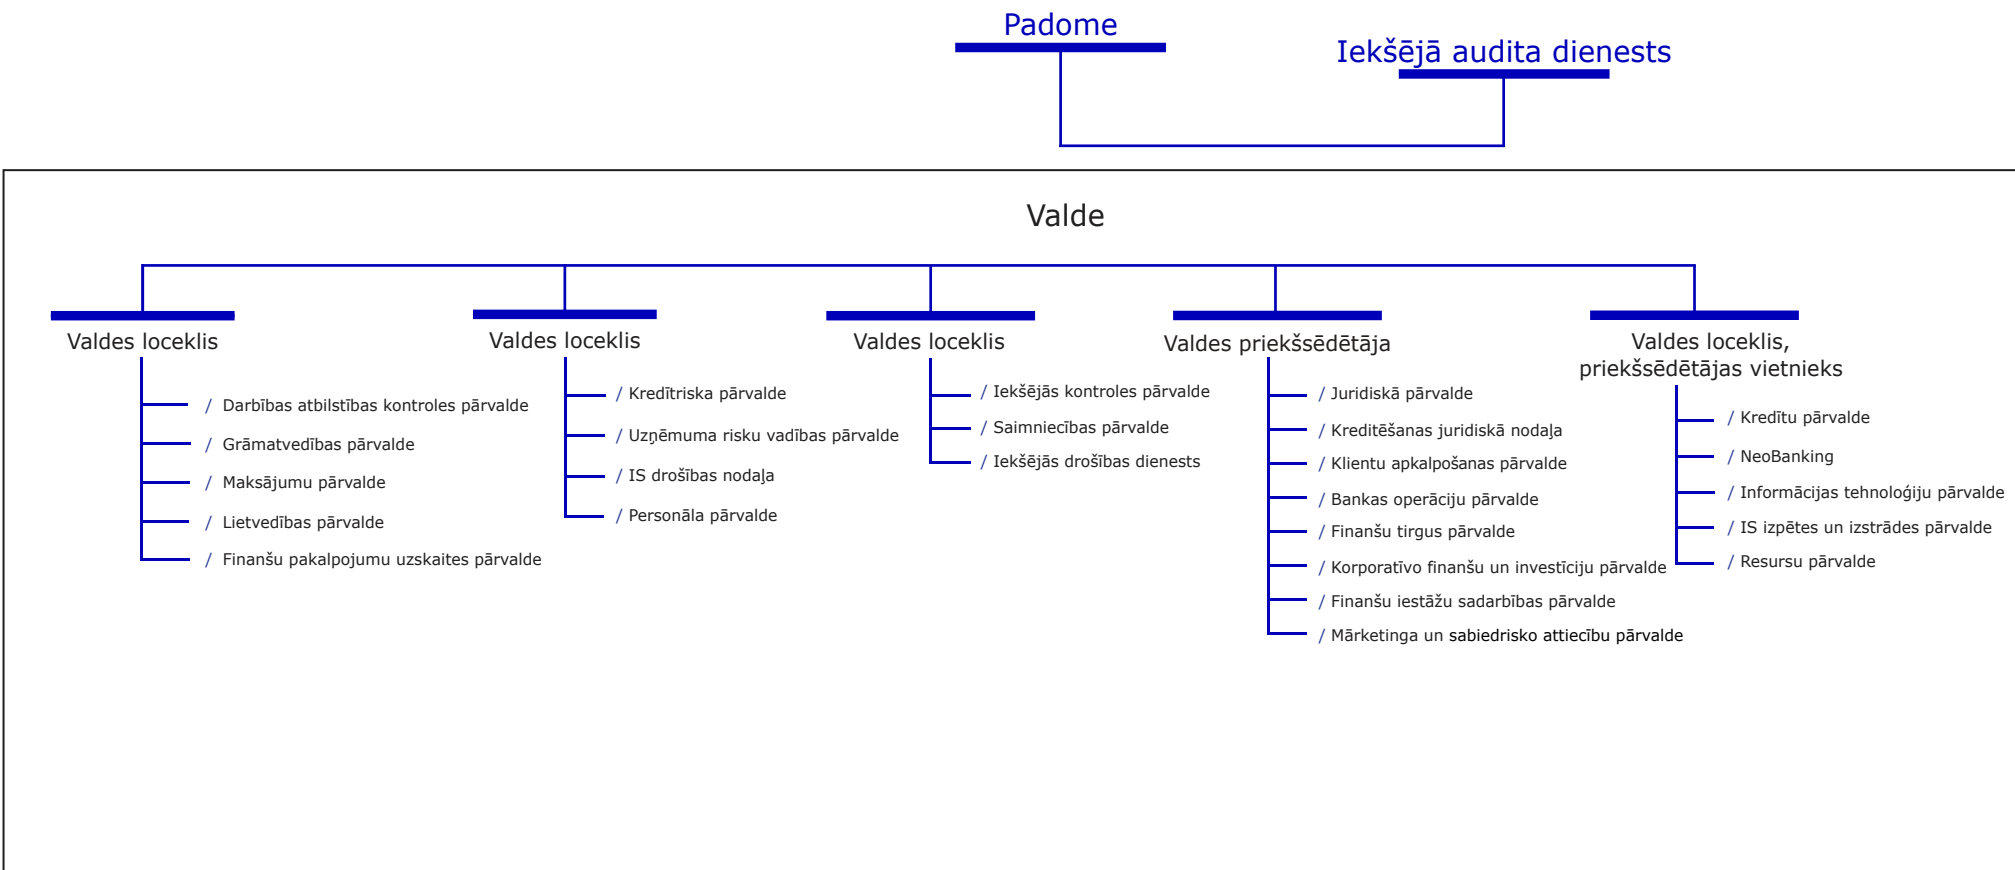 Padome
Iekšējā audita dienests
Valde
Valdes loceklis
/ Darbības atbilstības kontroles pārvalde
/ Grāmatvedības pārvalde
/ Maksājumu pārvalde
/ Lietvedības pārvalde
/ Finanšu pakalpojumu uzskaites pārvalde
Valdes loceklis
/ Kredītriska pārvalde
/ Uzņēmuma risku vadības pārvalde
/ IS drošības nodaļa
/ Personāla pārvalde
Valdes loceklis
/ Iekšējās kontroles pārvalde
/ Saimniecības pārvalde
/ Iekšējās drošības dienests
Valdes priekšsēdētāja
/ Juridiskā pārvalde
/ Kreditēšanas juridiskā nodaļa
/ Klientu apkalpošanas pārvalde
/ Bankas operāciju pārvalde
/ Finanšu tirgus pārvalde
/ Korporatīvo finanšu un investīciju pārvalde
/ Finanšu iestāžu sadarbības pārvalde
/ Mārketinga un sabiedrisko attiecību pārvalde
Valdes loceklis,
priekšsēdētājas vietnieks
/ Kredītu pārvalde
/ NeoBanking
/ Informācijas tehnoloģiju pārvalde
/ IS izpētes un izstrādes pārvalde
/ Resursu pārvalde